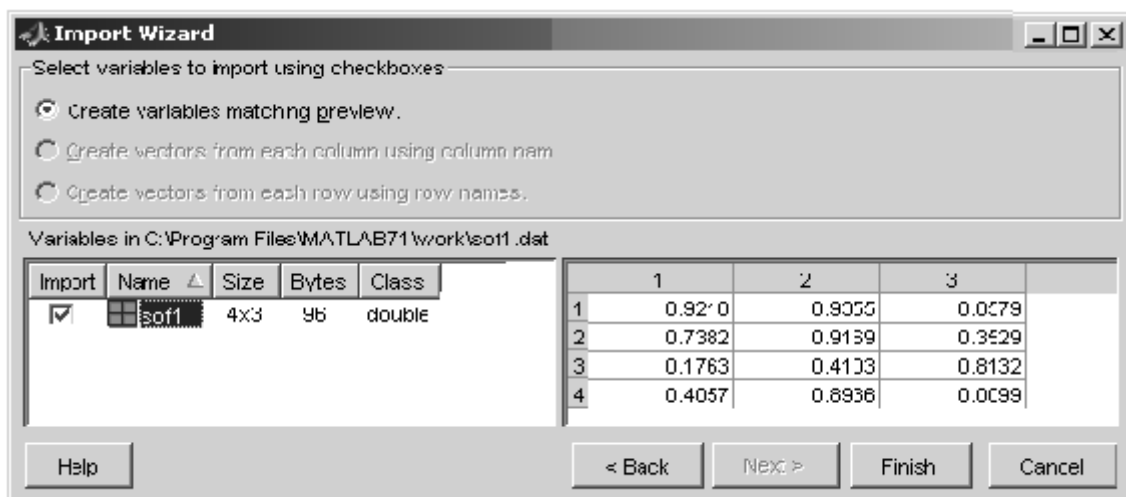 Import Wizard
Select variables to import using checkboxes
Create variables matching preview.
Create vectors from each column using column nam
Create vectors from each row using row names.
Variables in C:\Program Files\MATLAB71\work\sof1.dat
Import Name Size Bytes Class
sof1 4x3 96 double
1 2 3
1 0.9210 0.9355 0.0579
2 0.7382 0.9169 0.3529
3 0.1763 0.4103 0.8132
4 0.4057 0.8936 0.0099
Help < Back Next > Finish Cancel